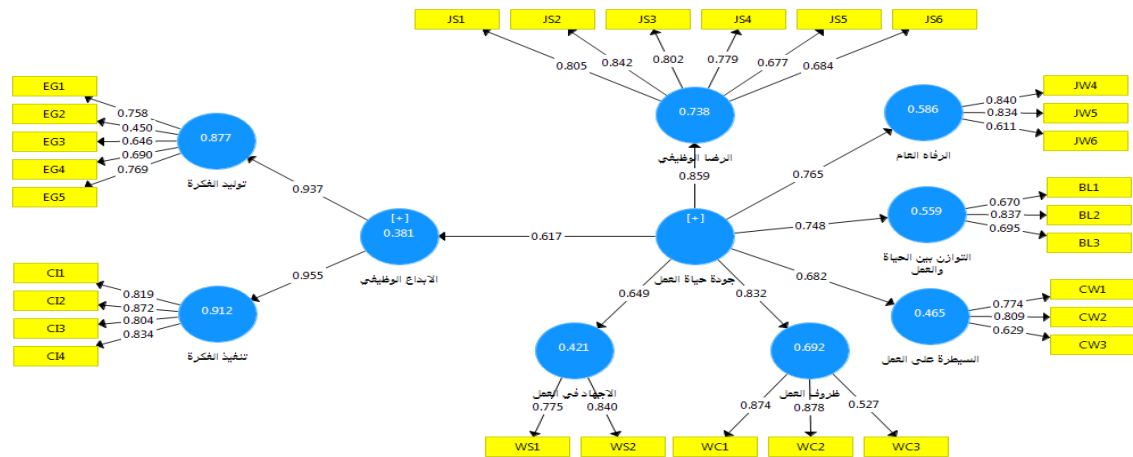 JS1
JS2
JS3
JS4
JS5
JS6
0.805
0.842
0.802
0.779
0.677
0.684
0.738
الرضا الوظيفي
0.859
EG1
EG2
EG3
EG4
EG5
0.758
0.450
0.646
0.690
0.769
0.877
توليد الفكرة
0.937
JW4
JW5
JW6
0.840
0.834
0.611
0.586
الرفاه العام
0.765
[+]
0.381
الابداع الوظيفي
0.617
[+]
جودة حياة العمل
0.748
0.559
التوازن بين الحياة
والعمل
BL1
BL2
BL3
0.670
0.837
0.695
0.955
CI1
CI2
CI3
CI4
0.819
0.872
0.804
0.834
0.912
تنفيذ الفكرة
0.682
0.465
السيطرة على العمل
CW1
CW2
CW3
0.774
0.809
0.629
0.649
0.832
0.421
الاجهاد في العمل
0.692
ظروف العمل
0.775
0.840
0.874
0.878
0.527
WS1
WS2
WC1
WC2
WC3